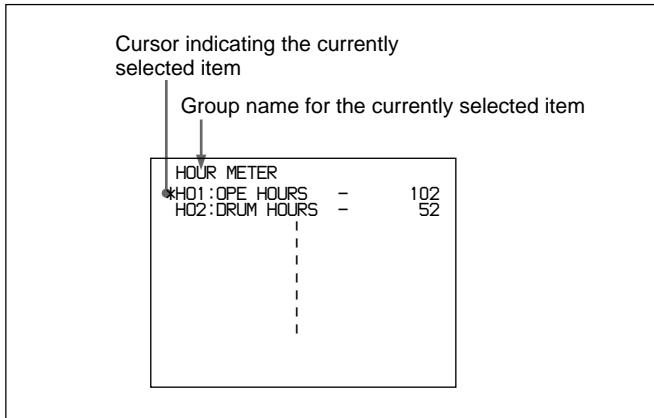 Cursor indicating the currently
selected item
Group name for the currently selected item
HOUR METER
*H01:OPE HOURS – 102
H02:DRUM HOURS – 52